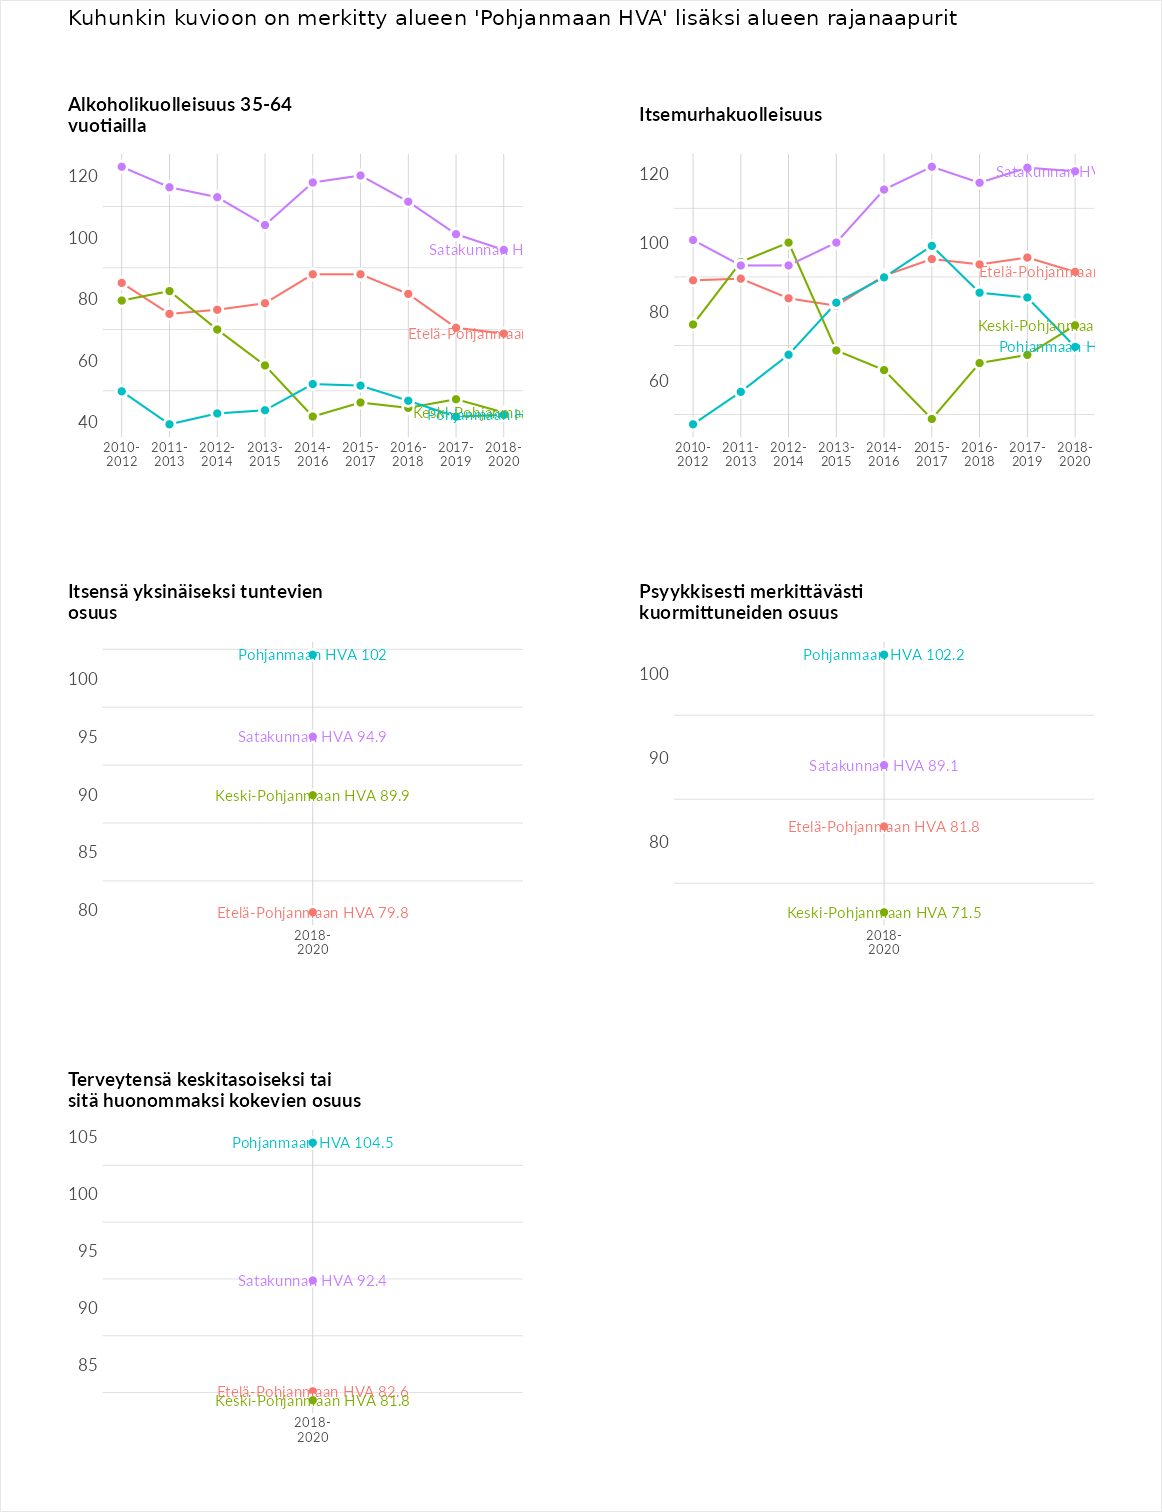 Kuhunkin kuvioon on merkitty alueen 'Pohjanmaan HVA' lisäksi alueen rajanaapurit
Alkoholikuolleisuus 35-64
vuotiailla
120
100
80
60
40
Satakunnan H
Etelä-Pohjanmaan
Keski-Pohjanmaa
Pohjanmaan H
2010- 2011- 2012- 2013- 2014- 2015- 2016- 2017- 2018-
2012 2013 2014 2015 2016 2017 2018 2019 2020
Itsemurhakuolleisuus
120
100
80
60
Satakunnan HV
Etelä-Pohjanmaan
Keski-Pohjanmaa
Pohjanmaan H
2010- 2011- 2012- 2013- 2014- 2015- 2016- 2017- 2018-
2012 2013 2014 2015 2016 2017 2018 2019 2020
Itsensä yksinäiseksi tuntevien
osuus
Pohjanmaan HVA 102
100
95
Satakunnan HVA 94.9
90
Keski-Pohjanmaan HVA 89.9
85
80
Etelä-Pohjanmaan HVA 79.8
2018-
2020
Psyykkisesti merkittävästi
kuormittuneiden osuus
Pohjanmaan HVA 102.2
100
90
Satakunnan HVA 89.1
Etelä-Pohjanmaan HVA 81.8
80
Keski-Pohjanmaan HVA 71.5
2018-
2020
Terveytensä keskitasoiseksi tai
sitä huonommaksi kokevien osuus
105
Pohjanmaan HVA 104.5
100
95
Satakunnan HVA 92.4
90
85
Etelä-Pohjanmaan HVA 82.6
Keski-Pohjanmaan HVA 81.8
2018-
2020